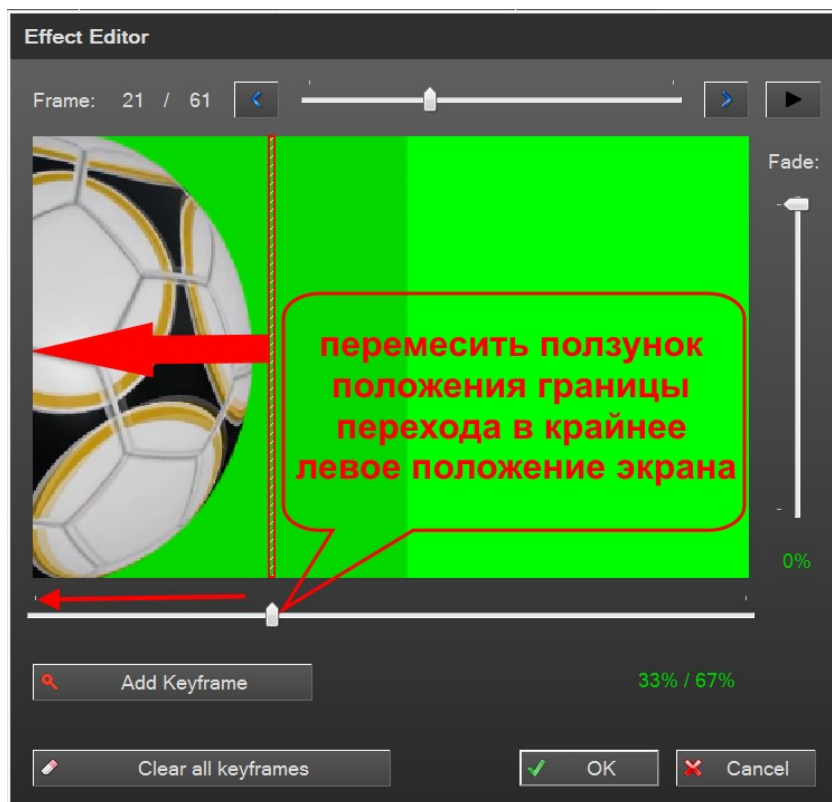 Effect Editor
Frame: 21 / 61
Fade:
перемесить ползунок
положения границы
перехода в крайнее
левое положение экрана
0%
Add Keyframe
33% / 67%
Clear all keyframes
OK
Cancel